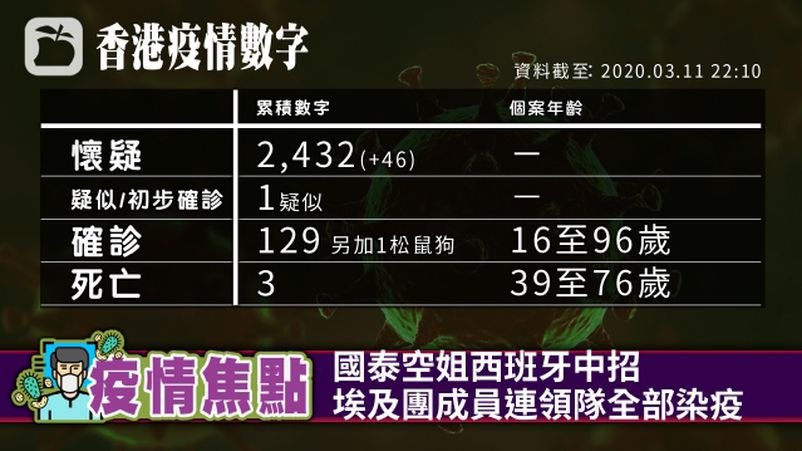 香港疫情數字
資料截至: 2020.03.11 22:10
累積數字 個案年齡
懷疑 2,432(+46) —
疑似/初步確診 1疑似 —
確診 129 另加1松鼠狗 16至96歲
死亡 3 39至76歲
疫情焦點
國泰空姐西班牙中招
埃及團成員連領隊全部染疫